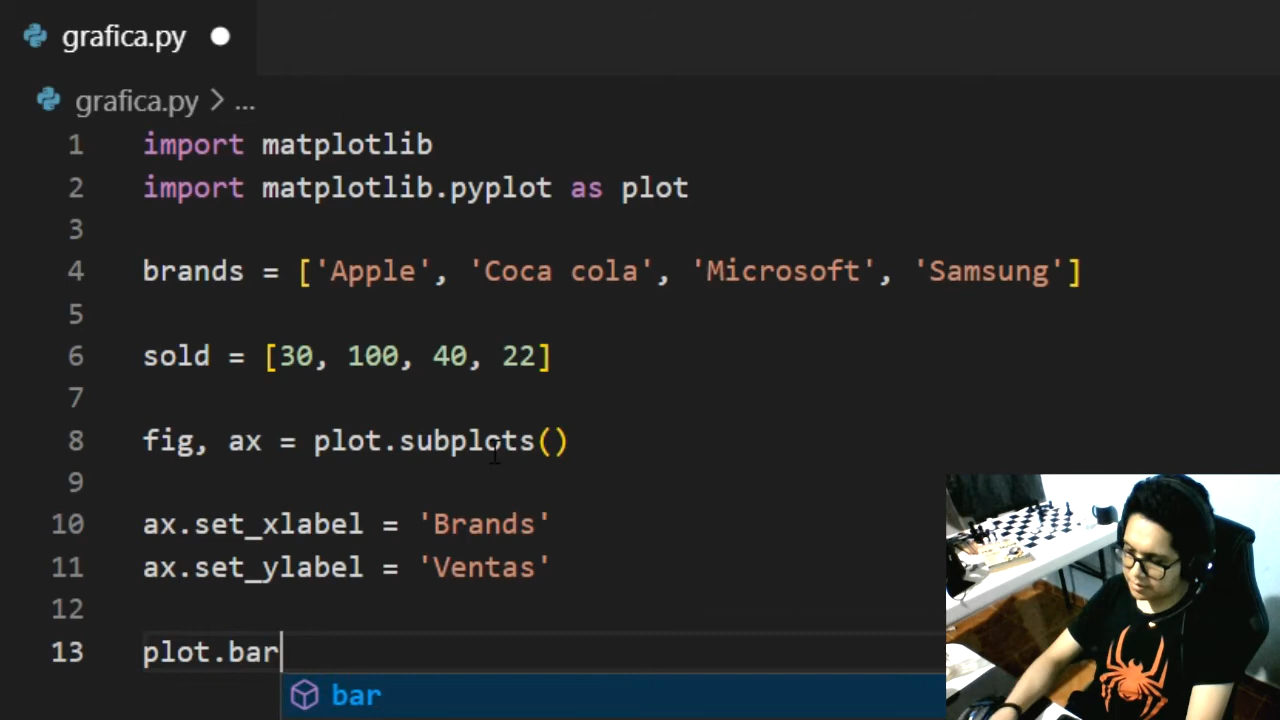 grafica.py
grafica.py > ...
1 import matplotlib
2 import matplotlib.pyplot as plot
3
4 brands = ['Apple', 'Coca cola', 'Microsoft', 'Samsung']
5
6 sold = [30, 100, 40, 22]
7
8 fig, ax = plot.subplots()
9
10 ax.set_xlabel = 'Brands'
11 ax.set_ylabel = 'Ventas'
12
13 plot.bar
bar